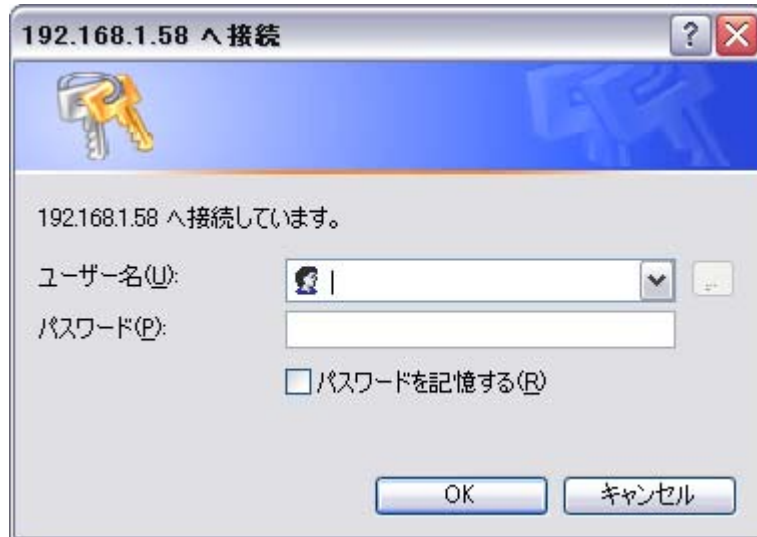 192.168.1.58 へ接続
192.168.1.58 へ接続しています。
ユーザー名(U):
パスワード(P):
パスワードを記憶する(R)
OK キャンセル